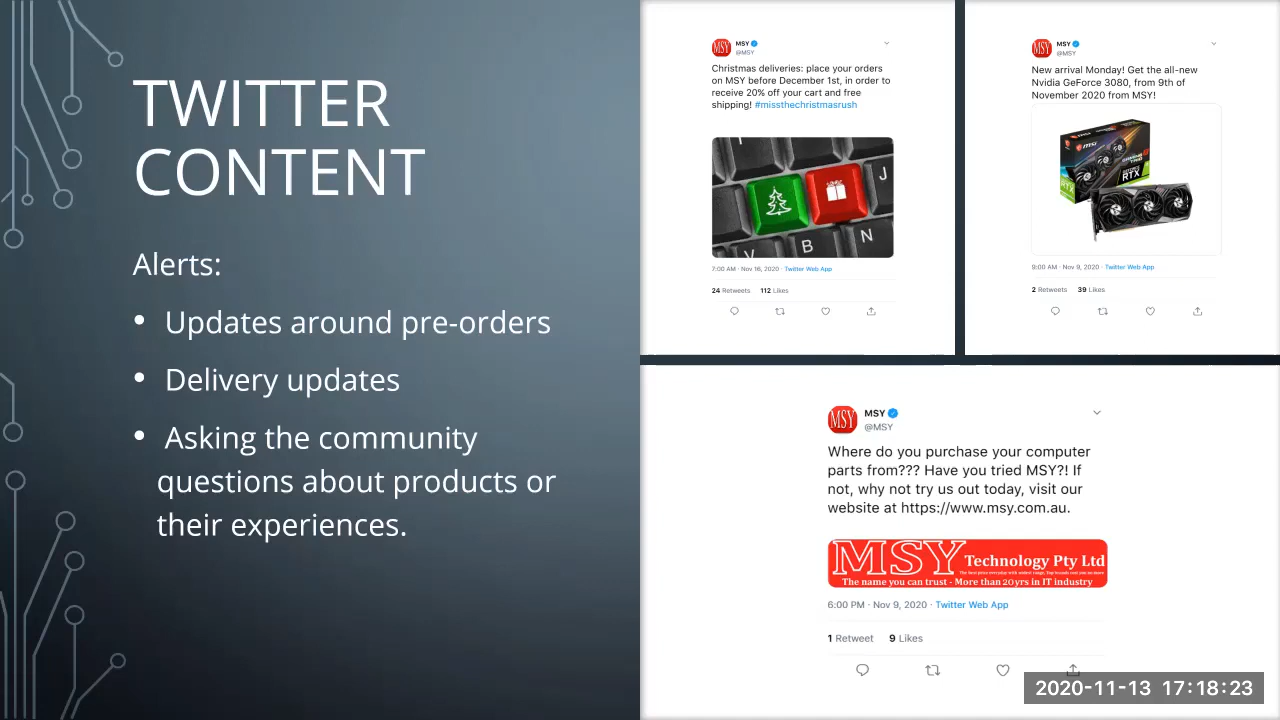 TWITTER
CONTENT
Alerts:
• Updates around pre-orders
• Delivery updates
• Asking the community
questions about products or
their experiences.
MSY
MSY
@MSY
Christmas deliveries: place your orders
on MSY before December 1st, in order to
receive 20% off your cart and free
shipping! #missthechristmasrush
J
V B N
7:00 AM · Nov 16, 2020 · Twitter Web App
24 Retweets 112 Likes
MSY
MSY
@MSY
New arrival Monday! Get the all-new
Nvidia GeForce 3080, from 9th of
November 2020 from MSY!
msi
RTX
RTX
9:00 AM · Nov 9, 2020 · Twitter Web App
2 Retweets 39 Likes
MSY
MSY
@MSY
Where do you purchase your computer
parts from??? Have you tried MSY?! If
not, why not try us out today, visit our
website at https://www.msy.com.au.
MSY Technology Pty Ltd
The name you can trust - More than 20yrs in IT industry
6:00 PM · Nov 9, 2020 · Twitter Web App
1 Retweet 9 Likes
2020-11-13 17:18:23